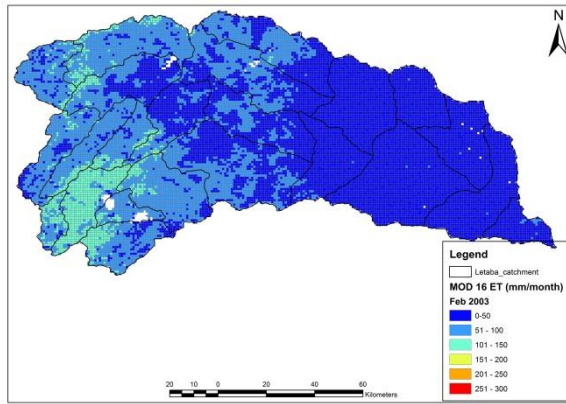 N
Legend
Letaba_catchment
MOD 16 ET (mm/month)
Feb 2003
0-50
51 - 100
101 - 150
151 - 200
201 - 250
251 - 300
20 10 0 20 40 60
Kilometers